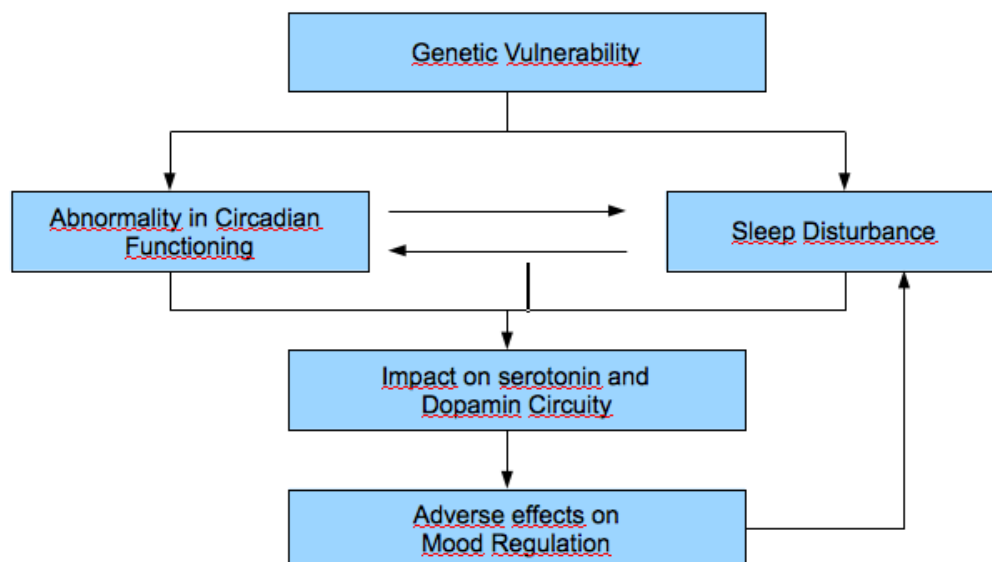 Genetic Vulnerability
Abnormality in Circadian
Functioning
Sleep Disturbance
Impact on serotonin and
Dopamin Circuity
Adverse effects on
Mood Regulation